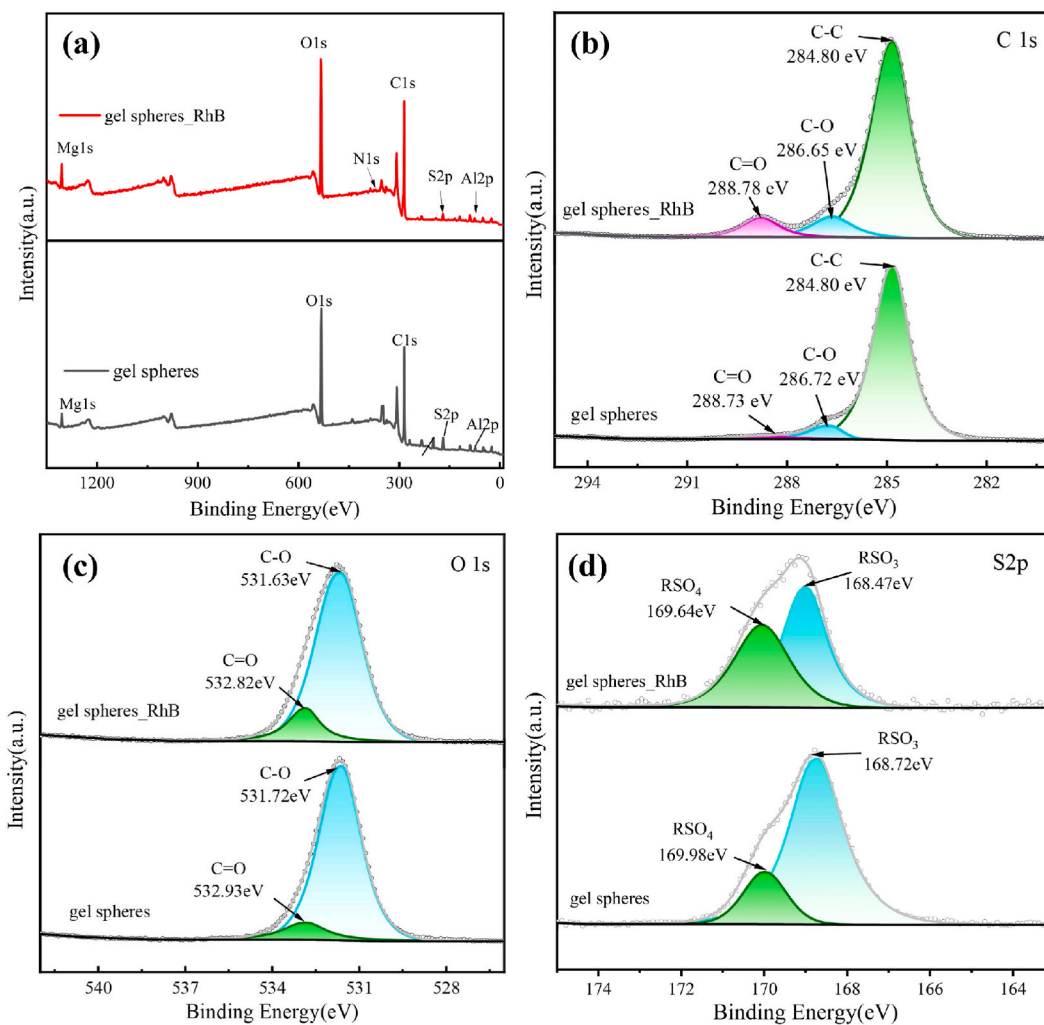 (a)
O1s
C1s
gel spheres_RhB
Mg1s
N1s
S2p
Al2p
O1s
C1s
gel spheres
Mg1s
S2p
Al2p
Intensity(a.u.)
1200
900
600
300
0
Binding Energy(eV)
(b)
C 1s
C-C
284.80 eV
C-O
286.65 eV
C=O
288.78 eV
gel spheres_RhB
C-C
284.80 eV
C-O
286.72 eV
C=O
288.73 eV
gel spheres
Intensity(a.u.)
294
291
288
285
282
Binding Energy(eV)
(c)
O 1s
C-O
531.63eV
C=O
532.82eV
gel spheres_RhB
C-O
531.72eV
C=O
532.93eV
gel spheres
Intensity(a.u.)
540
537
534
531
528
Binding Energy(eV)
(d)
S2p
RSO₃
168.47eV
RSO₄
169.64eV
gel spheres_RhB
RSO₃
168.72eV
RSO₄
169.98eV
gel spheres
Intensity(a.u.)
174
172
170
168
166
164
Binding Energy(eV)